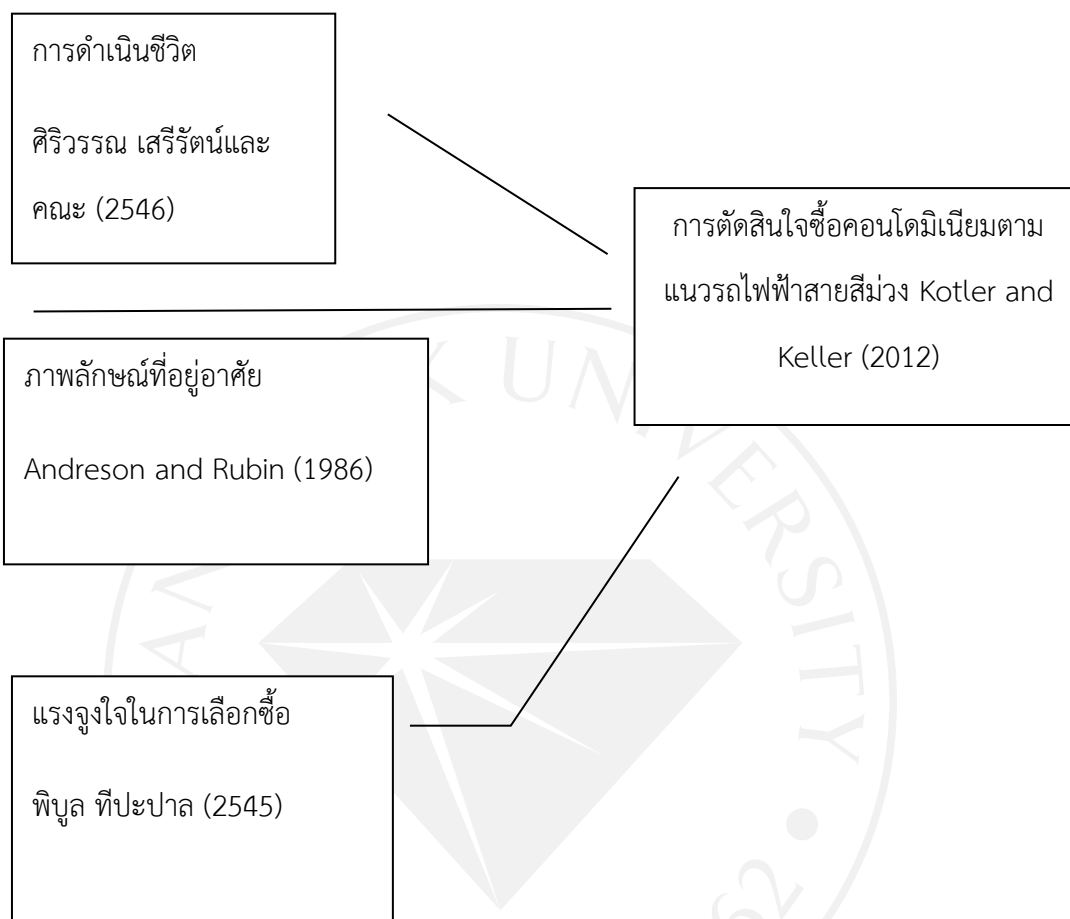 การดำเนินชีวิต
ศิริวรรณ เสรีรัตน์และ
คณะ (2546)
การตัดสินใจซื้อคอนโดมิเนียมตาม
แนวรถไฟฟ้าสายสีม่วง Kotler and
Keller (2012)
ภาพลักษณ์ที่อยู่อาศัย
Andreson and Rubin (1986)
แรงจูงใจในการเลือกซื้อ
พิบูล ทีปะปาล (2545)
K UNIVERSITY
62